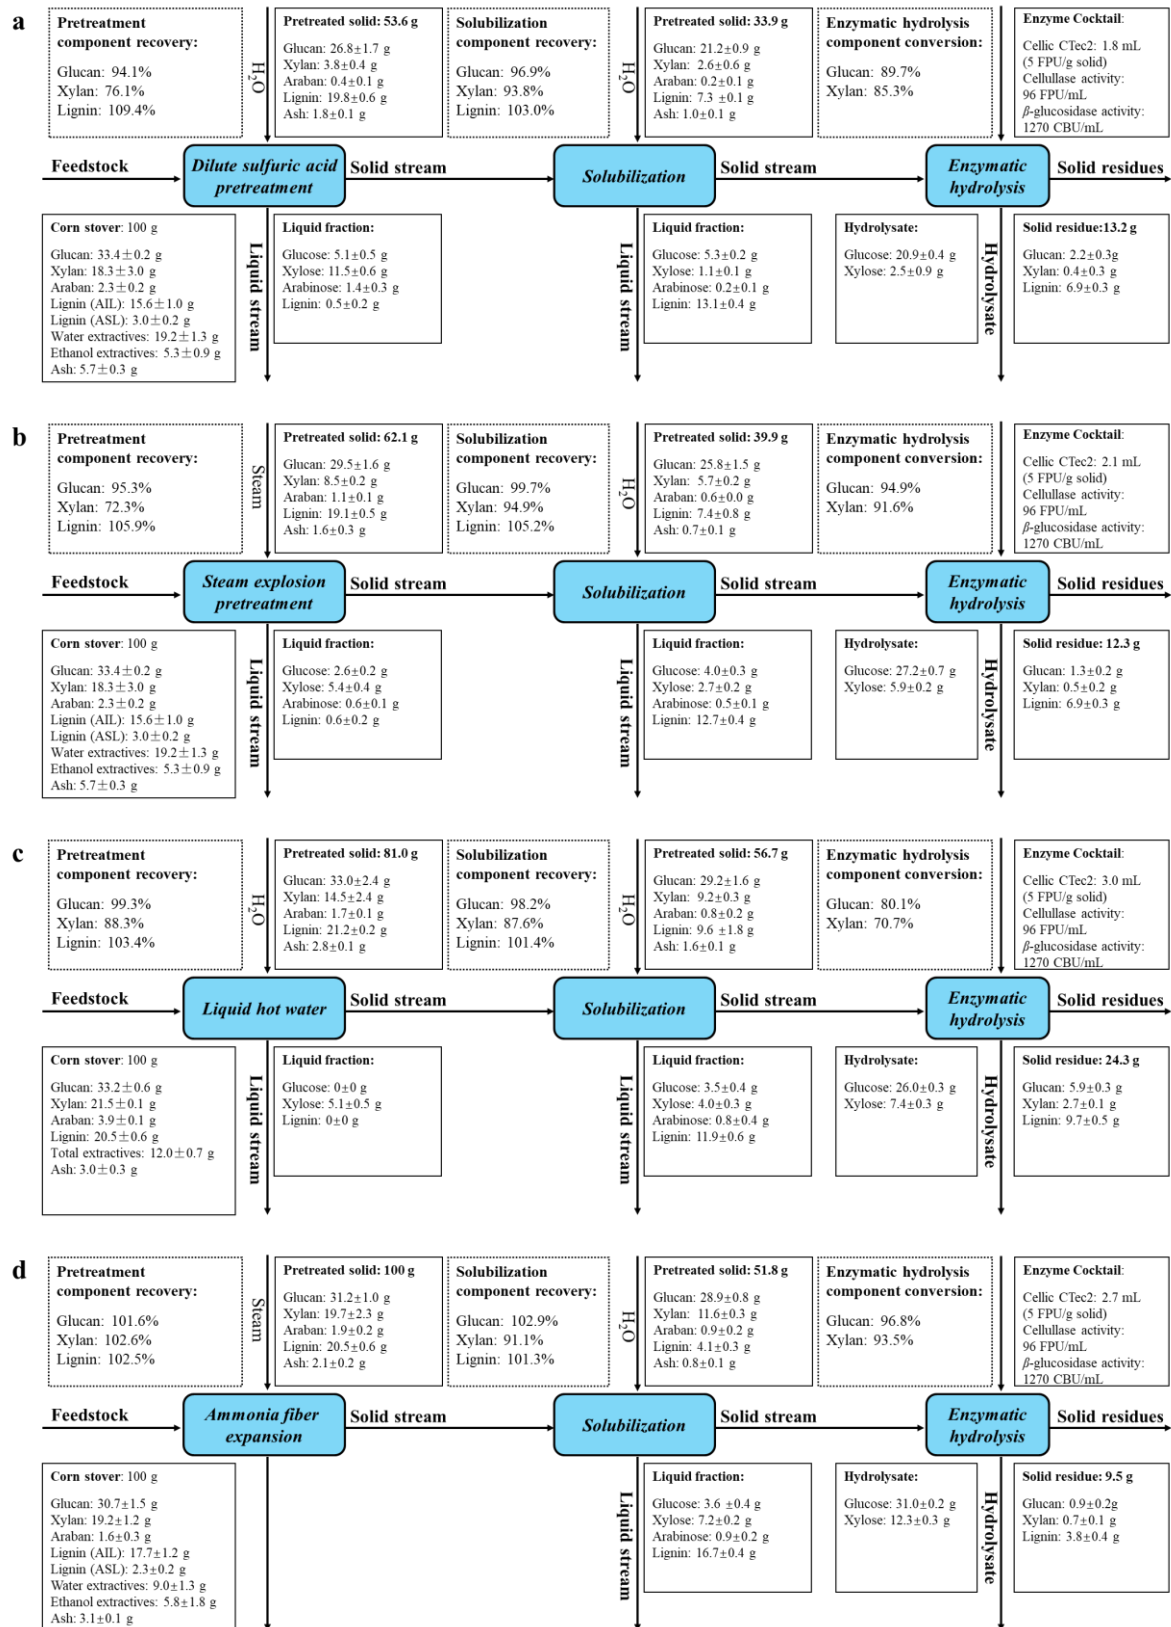 a
Pretreatment
component recovery:
Glucan: 94.1%
Xylan: 76.1%
Lignin: 109.4%
H₂O
Pretreated solid: 53.6 g
Glucan: 26.8±1.7 g
Xylan: 3.8±0.4 g
Araban: 0.4±0.1 g
Lignin: 19.8±0.6 g
Ash: 1.8±0.1 g
Solubilization
component recovery:
Glucan: 96.9%
Xylan: 93.8%
Lignin: 103.0%
H₂O
Pretreated solid: 33.9 g
Glucan: 21.2±0.9 g
Xylan: 2.6±0.6 g
Araban: 0.2±0.1 g
Lignin: 7.3 ±0.1 g
Ash: 1.0±0.1 g
Enzymatic hydrolysis
component conversion:
Glucan: 89.7%
Xylan: 85.3%
Enzyme Cocktail:
Cellic CTec2: 1.8 mL
(5 FPU/g solid)
Cellullase activity:
96 FPU/mL
β-glucosidase activity:
1270 CBU/mL
Feedstock
Dilute sulfuric acid
pretreatment
Solid stream
Solubilization
Solid stream
Enzymatic
hydrolysis
Solid residues
Corn stover: 100 g
Glucan: 33.4±0.2 g
Xylan: 18.3±3.0 g
Araban: 2.3±0.2 g
Lignin (AIL): 15.6±1.0 g
Lignin (ASL): 3.0±0.2 g
Water extractives: 19.2±1.3 g
Ethanol extractives: 5.3±0.9 g
Ash: 5.7±0.3 g
Liquid stream
Liquid fraction:
Glucose: 5.1±0.5 g
Xylose: 11.5±0.6 g
Arabinose: 1.4±0.3 g
Lignin: 0.5±0.2 g
Liquid stream
Liquid fraction:
Glucose: 5.3±0.2 g
Xylose: 1.1±0.1 g
Arabinose: 0.2±0.1 g
Lignin: 13.1±0.4 g
Hydrolysate:
Glucose: 20.9±0.4 g
Xylose: 2.5±0.9 g
Hydrolysate
Solid residue:13.2 g
Glucan: 2.2±0.3g
Xylan: 0.4±0.3 g
Lignin: 6.9±0.3 g
b
Pretreatment
component recovery:
Glucan: 95.3%
Xylan: 72.3%
Lignin: 105.9%
Steam
Pretreated solid: 62.1 g
Glucan: 29.5±1.6 g
Xylan: 8.5±0.2 g
Araban: 1.1±0.1 g
Lignin: 19.1±0.5 g
Ash: 1.6±0.3 g
Solubilization
component recovery:
Glucan: 99.7%
Xylan: 94.9%
Lignin: 105.2%
H₂O
Pretreated solid: 39.9 g
Glucan: 25.8±1.5 g
Xylan: 5.7±0.2 g
Araban: 0.6±0.0 g
Lignin: 7.4±0.8 g
Ash: 0.7±0.1 g
Enzymatic hydrolysis
component conversion:
Glucan: 94.9%
Xylan: 91.6%
Enzyme Cocktail:
Cellic CTec2: 2.1 mL
(5 FPU/g solid)
Cellullase activity:
96 FPU/mL
β-glucosidase activity:
1270 CBU/mL
Feedstock
Steam explosion
pretreatment
Solid stream
Solubilization
Solid stream
Enzymatic
hydrolysis
Solid residues
Corn stover: 100 g
Glucan: 33.4±0.2 g
Xylan: 18.3±3.0 g
Araban: 2.3±0.2 g
Lignin (AIL): 15.6±1.0 g
Lignin (ASL): 3.0±0.2 g
Water extractives: 19.2±1.3 g
Ethanol extractives: 5.3±0.9 g
Ash: 5.7±0.3 g
Liquid stream
Liquid fraction:
Glucose: 2.6±0.2 g
Xylose: 5.4±0.4 g
Arabinose: 0.6±0.1 g
Lignin: 0.6±0.2 g
Liquid stream
Liquid fraction:
Glucose: 4.0±0.3 g
Xylose: 2.7±0.2 g
Arabinose: 0.5±0.1 g
Lignin: 12.7±0.4 g
Hydrolysate:
Glucose: 27.2±0.7 g
Xylose: 5.9±0.2 g
Hydrolysate
Solid residue: 12.3 g
Glucan: 1.3±0.2 g
Xylan: 0.5±0.2 g
Lignin: 6.9±0.3 g
c
Pretreatment
component recovery:
Glucan: 99.3%
Xylan: 88.3%
Lignin: 103.4%
H₂O
Pretreated solid: 81.0 g
Glucan: 33.0±2.4 g
Xylan: 14.5±2.4 g
Araban: 1.7±0.1 g
Lignin: 21.2±0.2 g
Ash: 2.8±0.1 g
Solubilization
component recovery:
Glucan: 98.2%
Xylan: 87.6%
Lignin: 101.4%
H₂O
Pretreated solid: 56.7 g
Glucan: 29.2±1.6 g
Xylan: 9.2±0.3 g
Araban: 0.8±0.2 g
Lignin: 9.6 ±1.8 g
Ash: 1.6±0.1 g
Enzymatic hydrolysis
component conversion:
Glucan: 80.1%
Xylan: 70.7%
Enzyme Cocktail:
Cellic CTec2: 3.0 mL
(5 FPU/g solid)
Cellullase activity:
96 FPU/mL
β-glucosidase activity:
1270 CBU/mL
Feedstock
Liquid hot water
Solid stream
Solubilization
Solid stream
Enzymatic
hydrolysis
Solid residues
Corn stover: 100 g
Glucan: 33.2±0.6 g
Xylan: 21.5±0.1 g
Araban: 3.9±0.1 g
Lignin: 20.5±0.6 g
Total extractives: 12.0±0.7 g
Ash: 3.0±0.3 g
Liquid stream
Liquid fraction:
Glucose: 0±0 g
Xylose: 5.1±0.5 g
Lignin: 0±0 g
Liquid stream
Liquid fraction:
Glucose: 3.5±0.4 g
Xylose: 4.0±0.3 g
Arabinose: 0.8±0.4 g
Lignin: 11.9±0.6 g
Hydrolysate:
Glucose: 26.0±0.3 g
Xylose: 7.4±0.3 g
Hydrolysate
Solid residue: 24.3 g
Glucan: 5.9±0.3 g
Xylan: 2.7±0.1 g
Lignin: 9.7±0.5 g
d
Pretreatment
component recovery:
Glucan: 101.6%
Xylan: 102.6%
Lignin: 102.5%
Steam
Pretreated solid: 100 g
Glucan: 31.2±1.0 g
Xylan: 19.7±2.3 g
Araban: 1.9±0.2 g
Lignin: 20.5±0.6 g
Ash: 2.1±0.2 g
Solubilization
component recovery:
Glucan: 102.9%
Xylan: 91.1%
Lignin: 101.3%
H₂O
Pretreated solid: 51.8 g
Glucan: 28.9±0.8 g
Xylan: 11.6±0.3 g
Araban: 0.9±0.2 g
Lignin: 4.1±0.3 g
Ash: 0.8±0.1 g
Enzymatic hydrolysis
component conversion:
Glucan: 96.8%
Xylan: 93.5%
Enzyme Cocktail:
Cellic CTec2: 2.7 mL
(5 FPU/g solid)
Cellullase activity:
96 FPU/mL
β-glucosidase activity:
1270 CBU/mL
Feedstock
Ammonia fiber
expansion
Solid stream
Solubilization
Solid stream
Enzymatic
hydrolysis
Solid residues
Corn stover: 100 g
Glucan: 30.7±1.5 g
Xylan: 19.2±1.2 g
Araban: 1.6±0.3 g
Lignin (AIL): 17.7±1.2 g
Lignin (ASL): 2.3±0.2 g
Water extractives: 9.0±1.3 g
Ethanol extractives: 5.8±1.8 g
Ash: 3.1±0.1 g
Liquid stream
Liquid fraction:
Glucose: 3.6 ±0.4 g
Xylose: 7.2±0.2 g
Arabinose: 0.9±0.2 g
Lignin: 16.7±0.4 g
Hydrolysate:
Glucose: 31.0±0.2 g
Xylose: 12.3±0.3 g
Hydrolysate
Solid residue: 9.5 g
Glucan: 0.9±0.2g
Xylan: 0.7±0.1 g
Lignin: 3.8±0.4 g